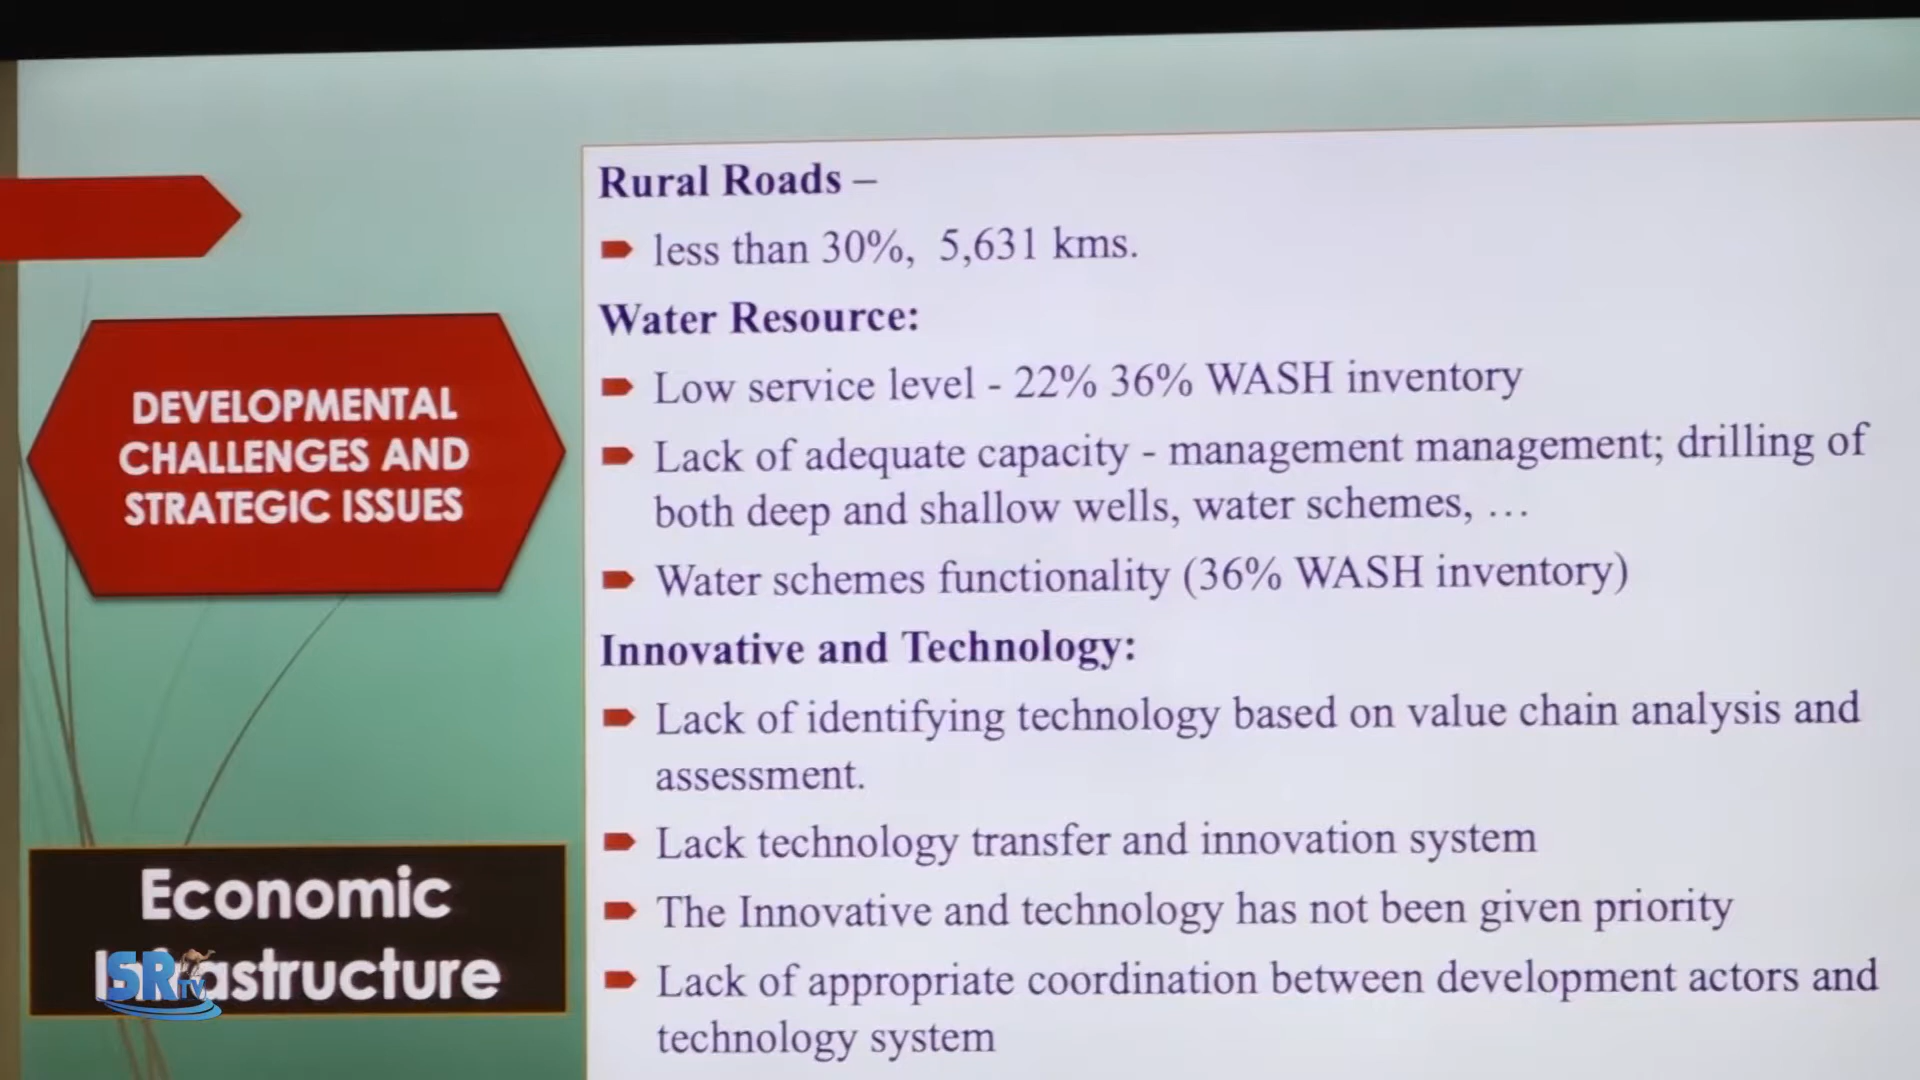 DEVELOPMENTAL
CHALLENGES AND
STRATEGIC ISSUES
Economic
Infrastructure
SR
TV
Rural Roads –
less than 30%, 5,631 kms.
Water Resource:
Low service level - 22% 36% WASH inventory
Lack of adequate capacity - management management; drilling of
both deep and shallow wells, water schemes, …
Water schemes functionality (36% WASH inventory)
Innovative and Technology:
Lack of identifying technology based on value chain analysis and
assessment.
Lack technology transfer and innovation system
The Innovative and technology has not been given priority
Lack of appropriate coordination between development actors and
technology system